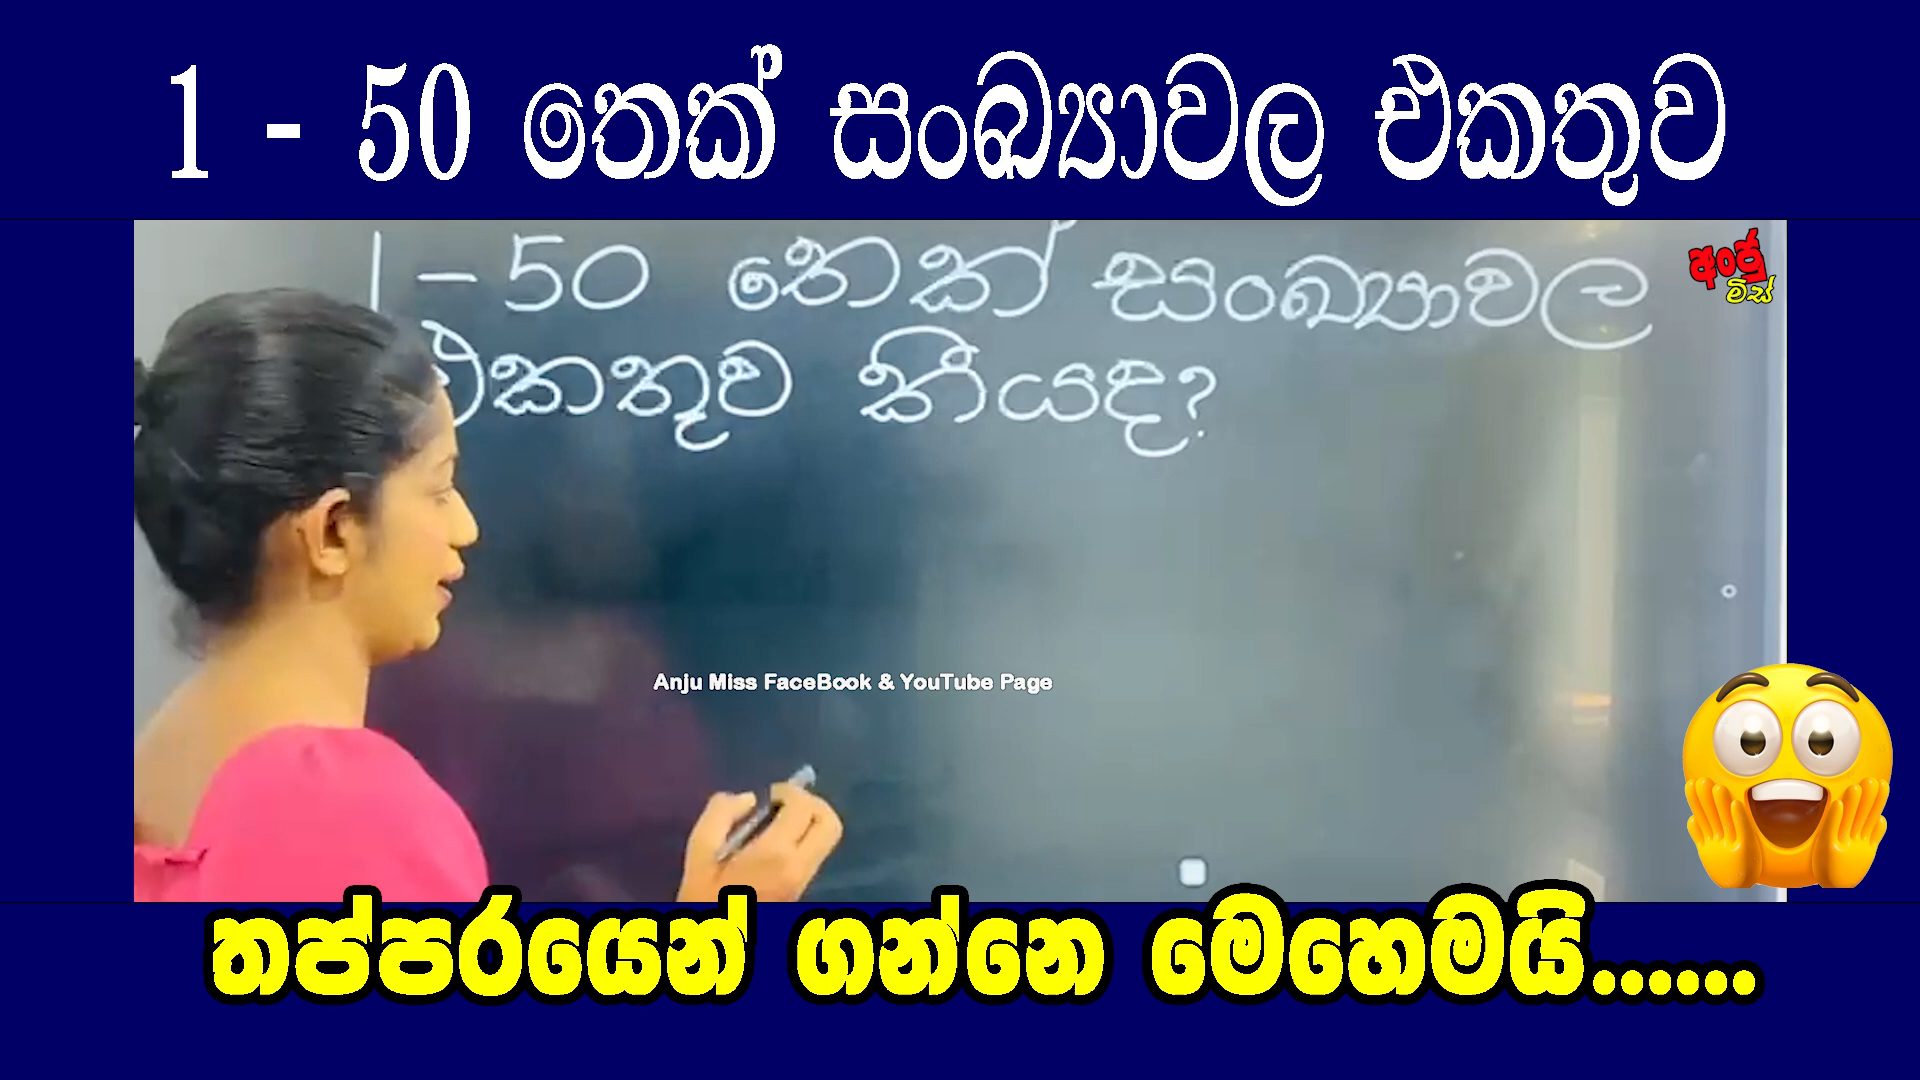 1 - 50 තෙක් සංඛ්‍යාවල එකතුව
1 - 50 තෙක් සංඛ්‍යාවල
එකතුව කීයද?
අංජු
මිස්
Anju Miss FaceBook & YouTube Page
තප්පරයෙන් ගන්නෙ මෙහෙමයි......